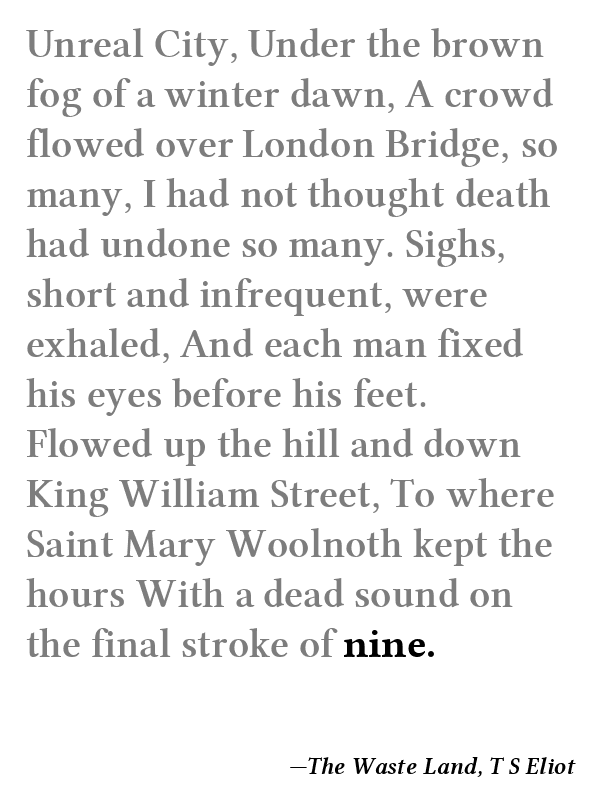 Unreal City, Under the brown
fog of a winter dawn, A crowd
flowed over London Bridge, so
many, I had not thought death
had undone so many. Sighs,
short and infrequent, were
exhaled, And each man fixed
his eyes before his feet.
Flowed up the hill and down
King William Street, To where
Saint Mary Woolnoth kept the
hours With a dead sound on
the final stroke of nine.
—The Waste Land, T S Eliot